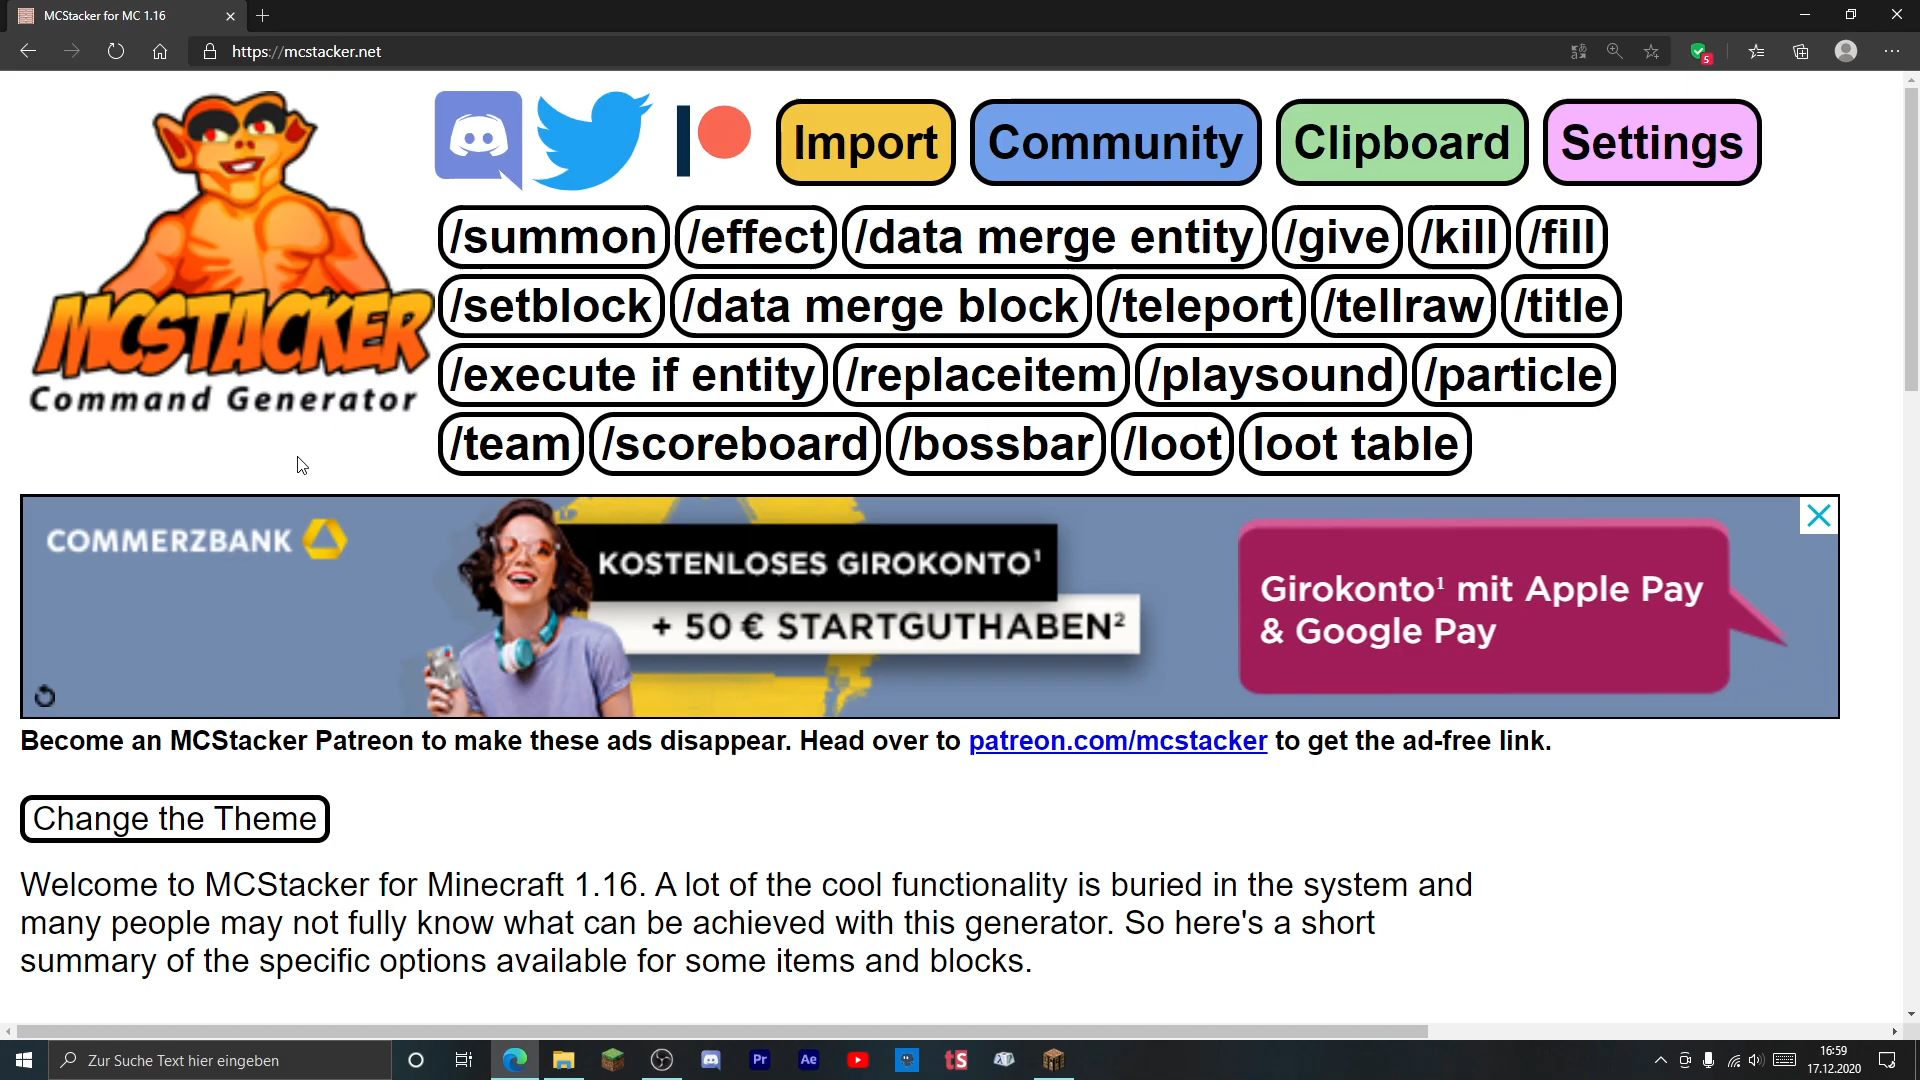 MCStacker for MC 1.16
https://mcstacker.net
5
MCSTACKER
Command Generator
Import Community Clipboard Settings
/summon /effect /data merge entity /give /kill /fill
/setblock /data merge block /teleport /tellraw /title
/execute if entity /replaceitem /playsound /particle
/team /scoreboard /bossbar /loot loot table
COMMERZBANK
KOSTENLOSES GIROKONTO¹
+ 50 € STARTGUTHABEN²
Girokonto¹ mit Apple Pay
& Google Pay
Become an MCStacker Patreon to make these ads disappear. Head over to patreon.com/mcstacker to get the ad-free link.
Change the Theme
Welcome to MCStacker for Minecraft 1.16. A lot of the cool functionality is buried in the system and
many people may not fully know what can be achieved with this generator. So here's a short
summary of the specific options available for some items and blocks.
Zur Suche Text hier eingeben
Pr
Ae
tS
16:59
17.12.2020